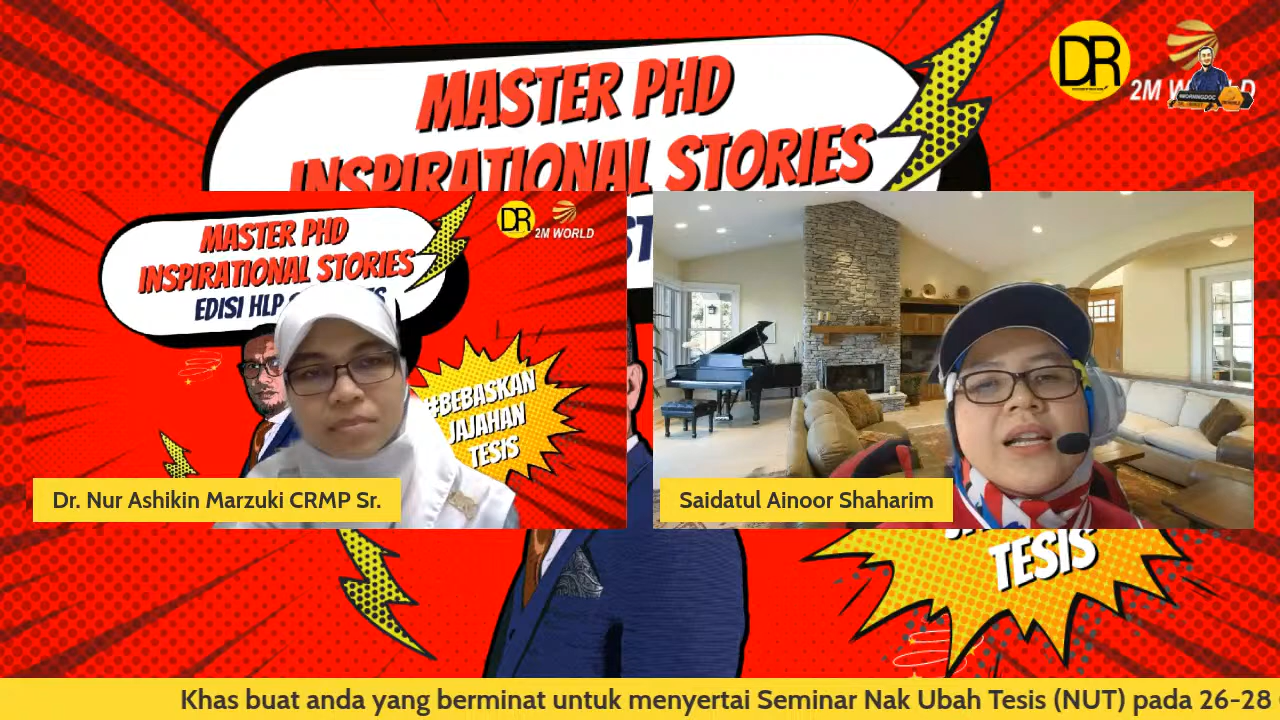 MASTER PHD
INSPIRATIONAL STORIES
DR
2M WORLD
#MORNINGDOC
MASTER PHD
INSPIRATIONAL STORIES
EDISI HLP
DR
2M WORLD
#BEBASKAN
JAJAHAN
TESIS
Dr. Nur Ashikin Marzuki CRMP Sr.
Saidatul Ainoor Shaharim
TESIS
Khas buat anda yang berminat untuk menyertai Seminar Nak Ubah Tesis (NUT) pada 26-28